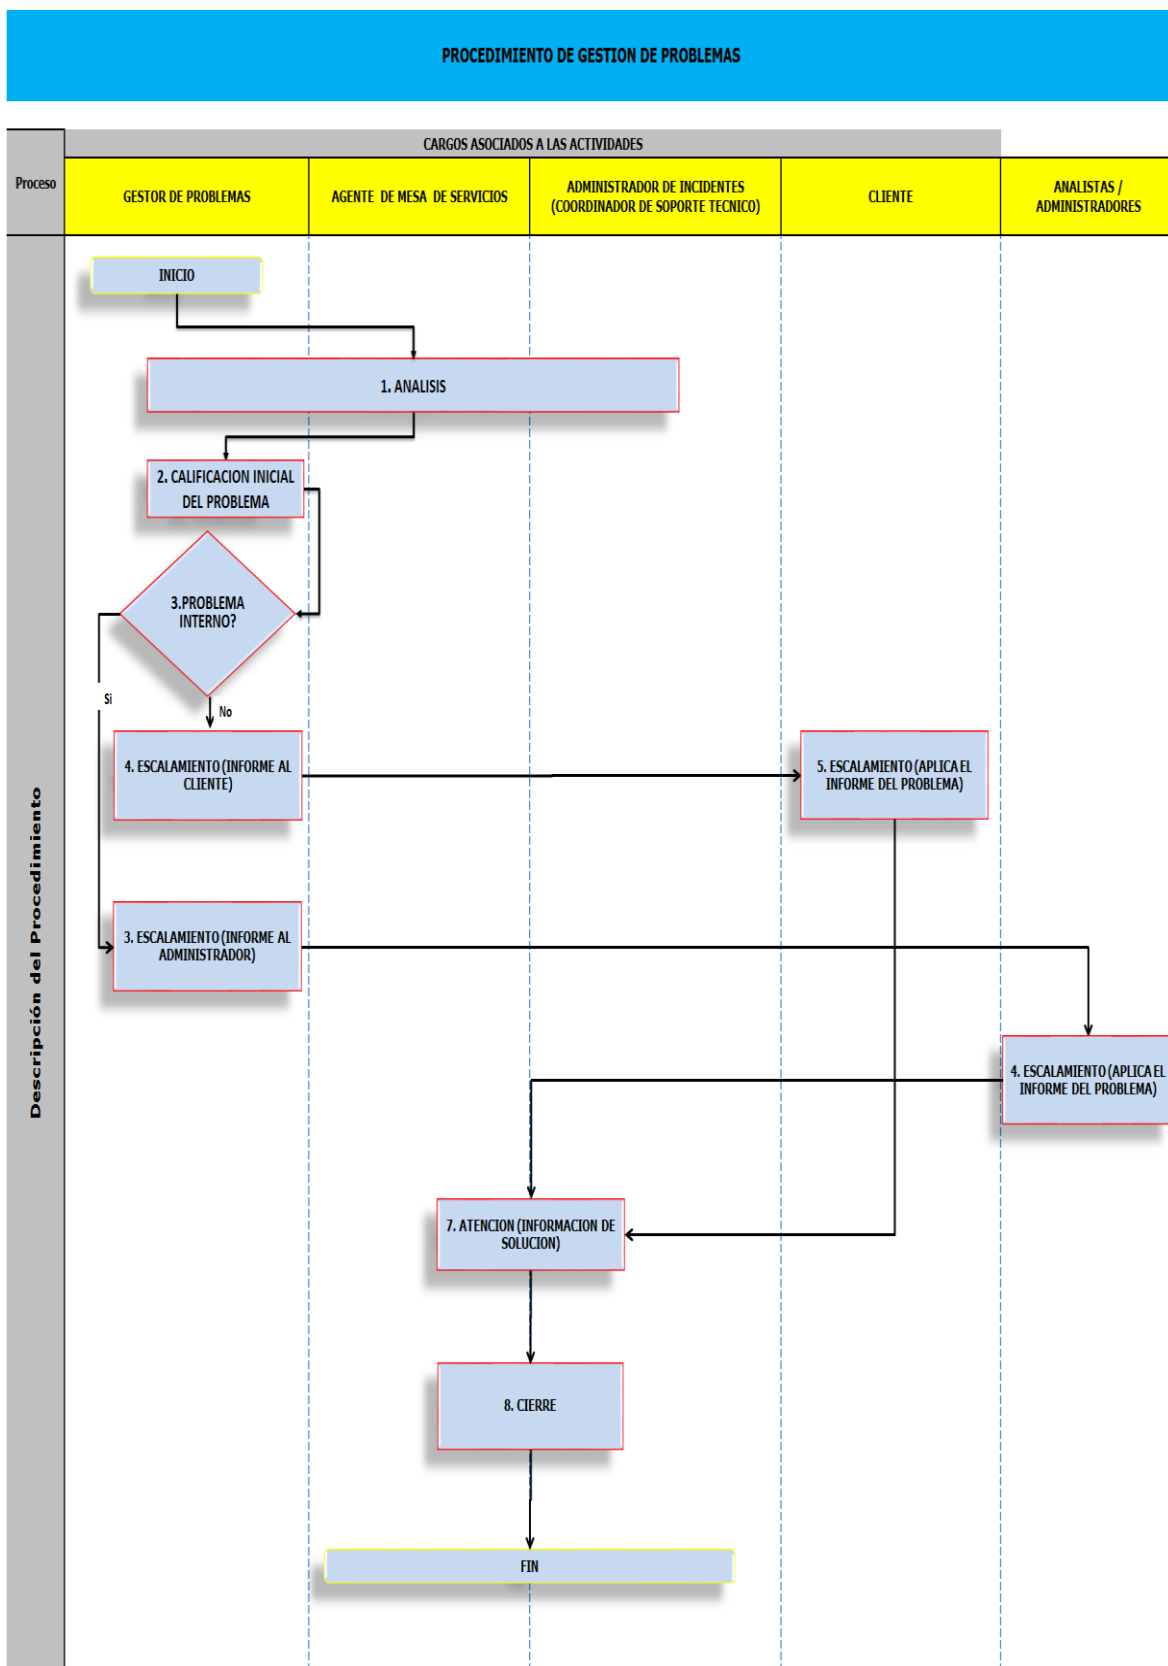 PROCEDIMIENTO DE GESTION DE PROBLEMAS
CARGOS ASOCIADOS A LAS ACTIVIDADES
Proceso
GESTOR DE PROBLEMAS
AGENTE DE MESA DE SERVICIOS
ADMINISTRADOR DE INCIDENTES
(COORDINADOR DE SOPORTE TECNICO)
CLIENTE
ANALISTAS /
ADMINISTRADORES
Descripción del Procedimiento
INICIO
1. ANALISIS
2. CALIFICACION INICIAL
DEL PROBLEMA
3.PROBLEMA
INTERNO?
Si
No
4. ESCALAMIENTO (INFORME AL
CLIENTE)
5. ESCALAMIENTO (APLICA EL
INFORME DEL PROBLEMA)
3. ESCALAMIENTO (INFORME AL
ADMINISTRADOR)
4. ESCALAMIENTO (APLICA EL
INFORME DEL PROBLEMA)
7. ATENCION (INFORMACION DE
SOLUCION)
8. CIERRE
FIN